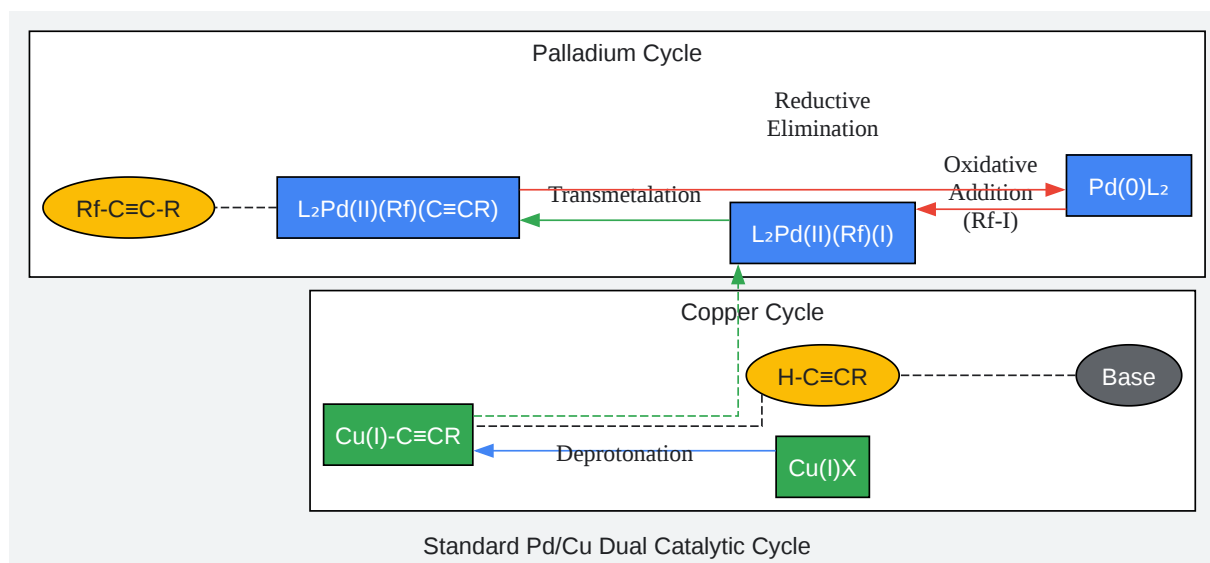 Palladium Cycle
Reductive
Elimination
Oxidative
Addition
(Rf-I)
Pd(0)L₂
Rf-C≡C-R
L₂Pd(II)(Rf)(C≡CR)
Transmetalation
L₂Pd(II)(Rf)(I)
Copper Cycle
H-C≡CR
Base
Cu(I)-C≡CR
Deprotonation
Cu(I)X
Standard Pd/Cu Dual Catalytic Cycle